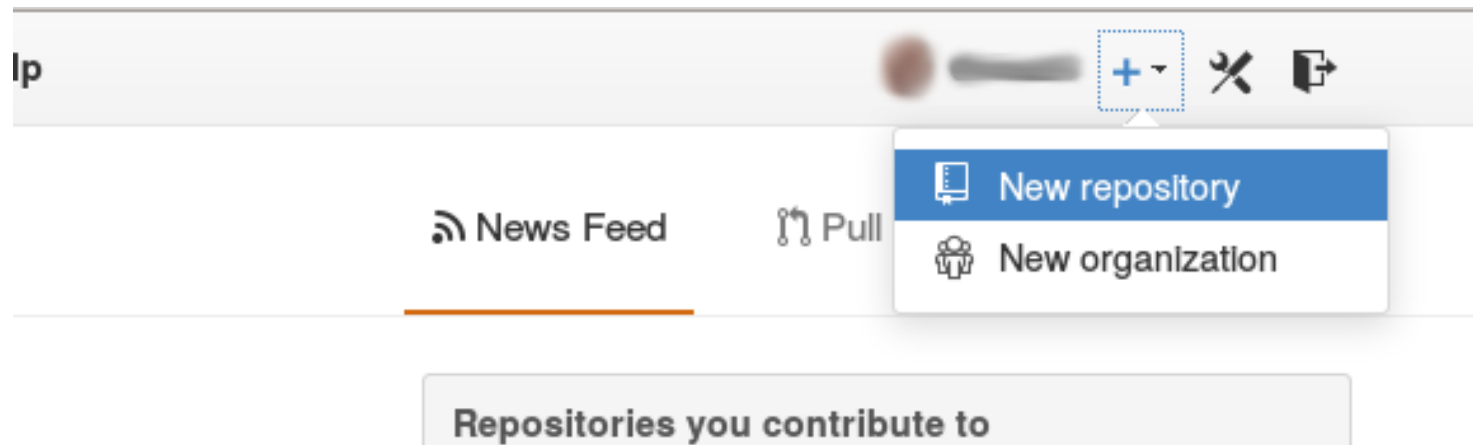 lp
+
New repository
News Feed
Pull
New organization
Repositories you contribute to